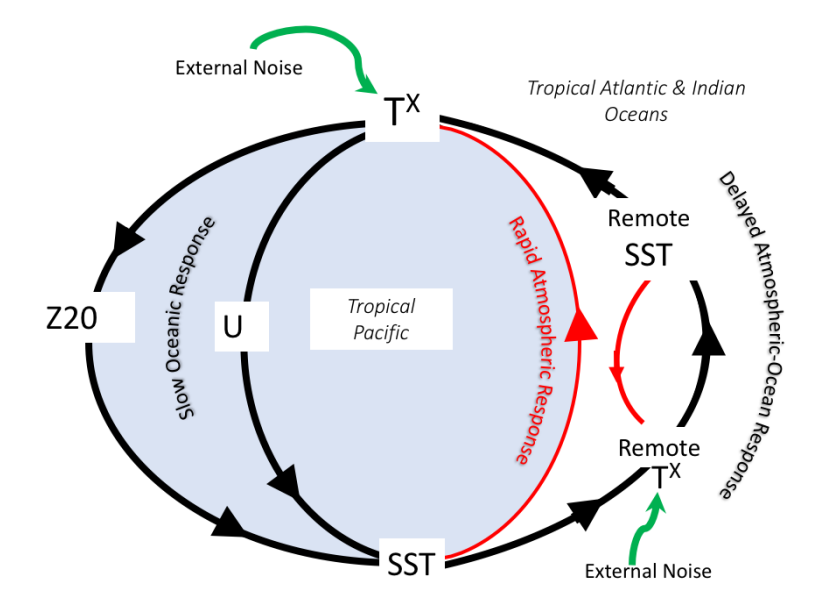 External Noise
T^X
Tropical Atlantic & Indian
Oceans
Remote
SST
Delayed Atmospheric-Ocean Response
Slow Oceanic Response
Rapid Atmospheric Response
Z20
U
Tropical
Pacific
Remote
T^X
SST
External Noise